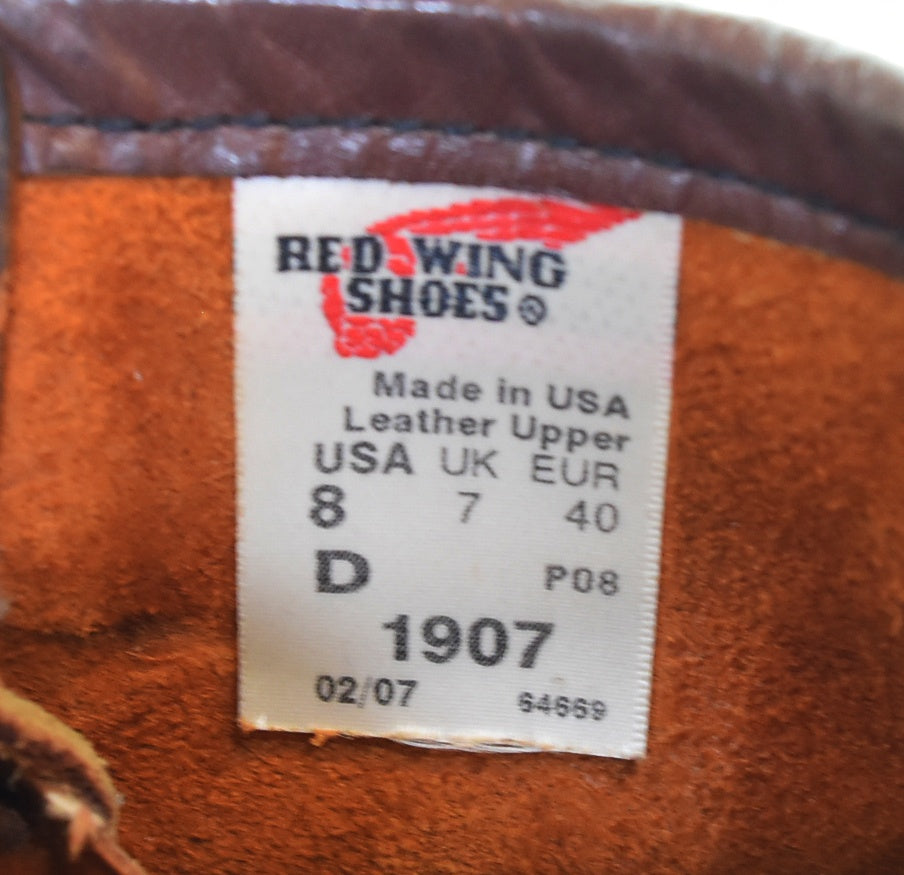 RED WING
SHOES
Made in USA
Leather Upper
USA UK EUR
8 7 40
D P08
1907
02/07 64669